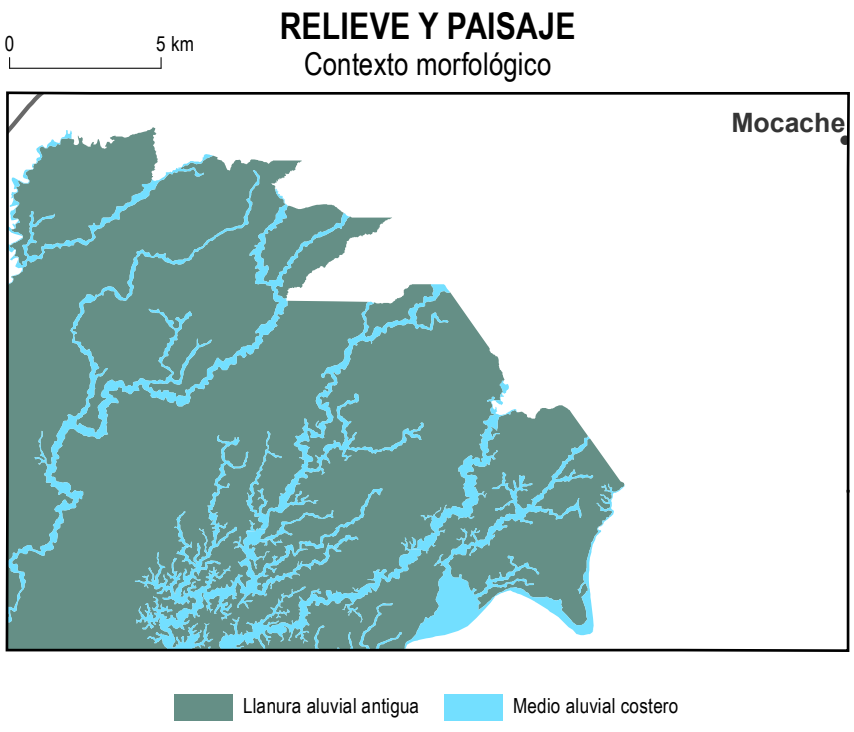 RELIEVE Y PAISAJE
Contexto morfológico
0 5 km
Mocache
Llanura aluvial antigua
Medio aluvial costero